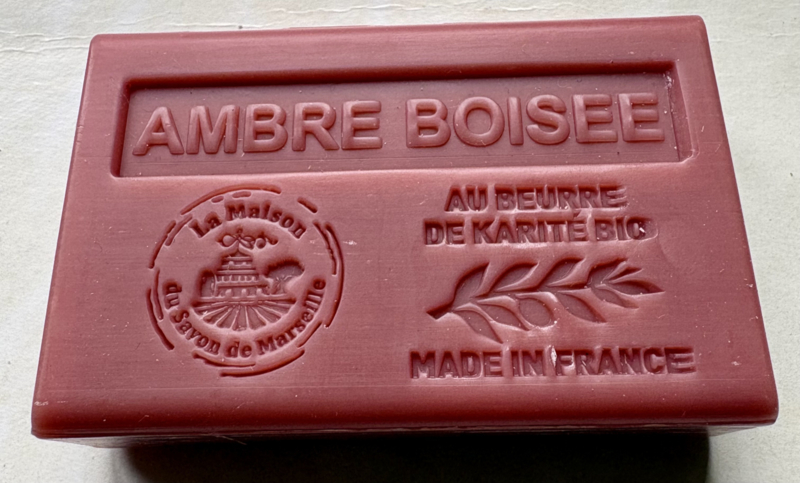 AMBRE BOISEE
La Maison
du Savon de Marseille
AU BEURRE
DE KARITÉ BIO
MADE IN FRANCE